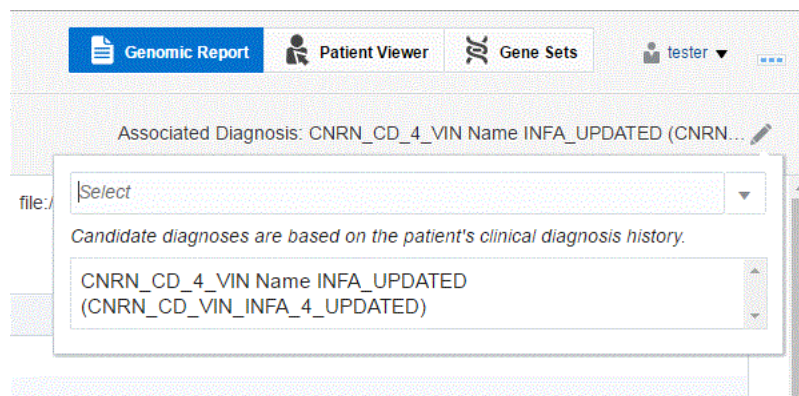 Genomic Report Patient Viewer Gene Sets tester
Associated Diagnosis: CNRN_CD_4_VIN Name INFA_UPDATED (CNRN...
file:/
Select
Candidate diagnoses are based on the patient's clinical diagnosis history.
CNRN_CD_4_VIN Name INFA_UPDATED
(CNRN_CD_VIN_INFA_4_UPDATED)